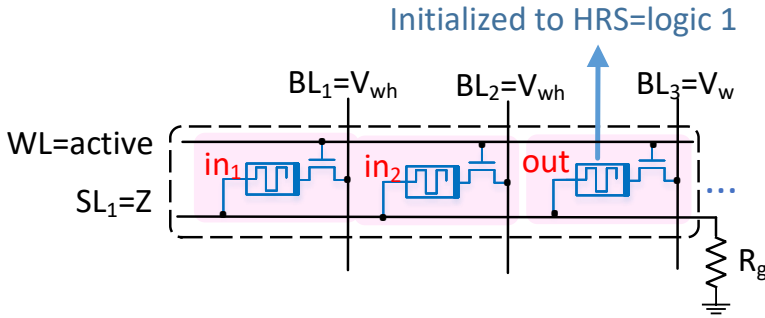 Initialized to HRS=logic 1
BL₁=Vwh
BL₂=Vwh
BL₃=Vw
WL=active
in₁
in₂
out
SL₁=Z
...
Rg